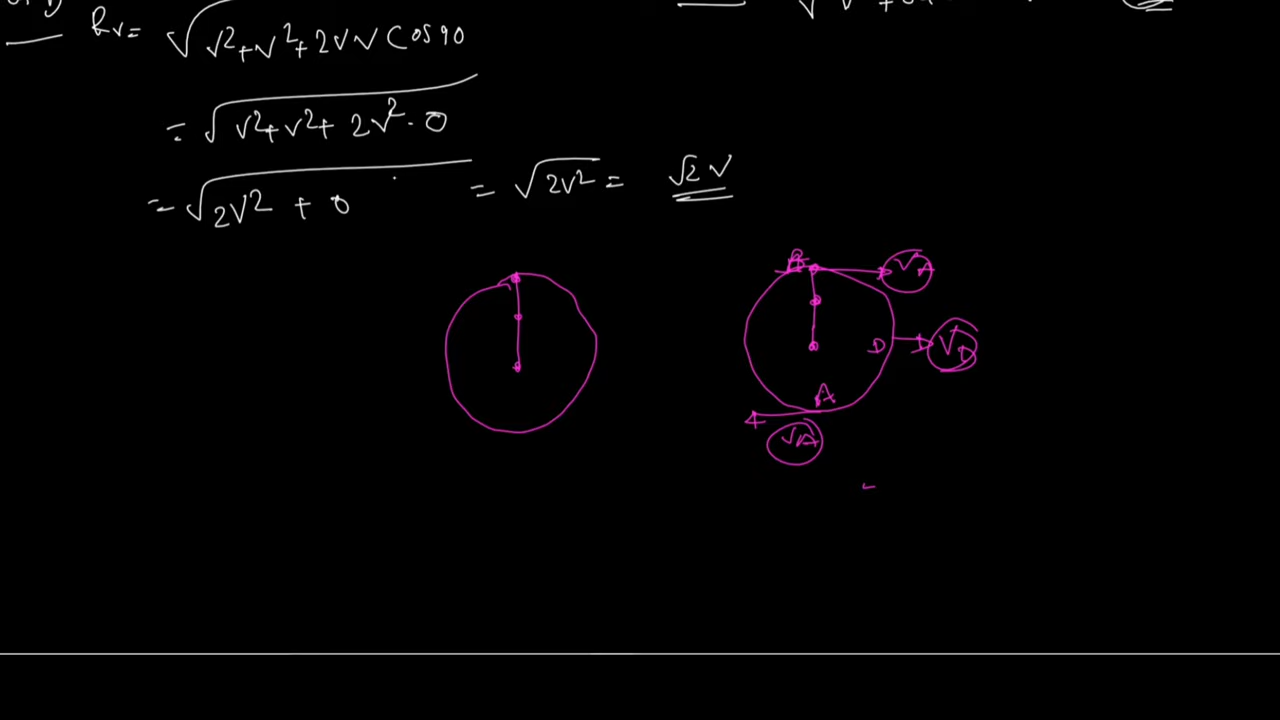 Rv = √v²+v²+2vv Cos90
= √v²+v²+ 2v² · 0
= √2v² + 0 = √2v² = √2 v
B VA
D VD
A
VA